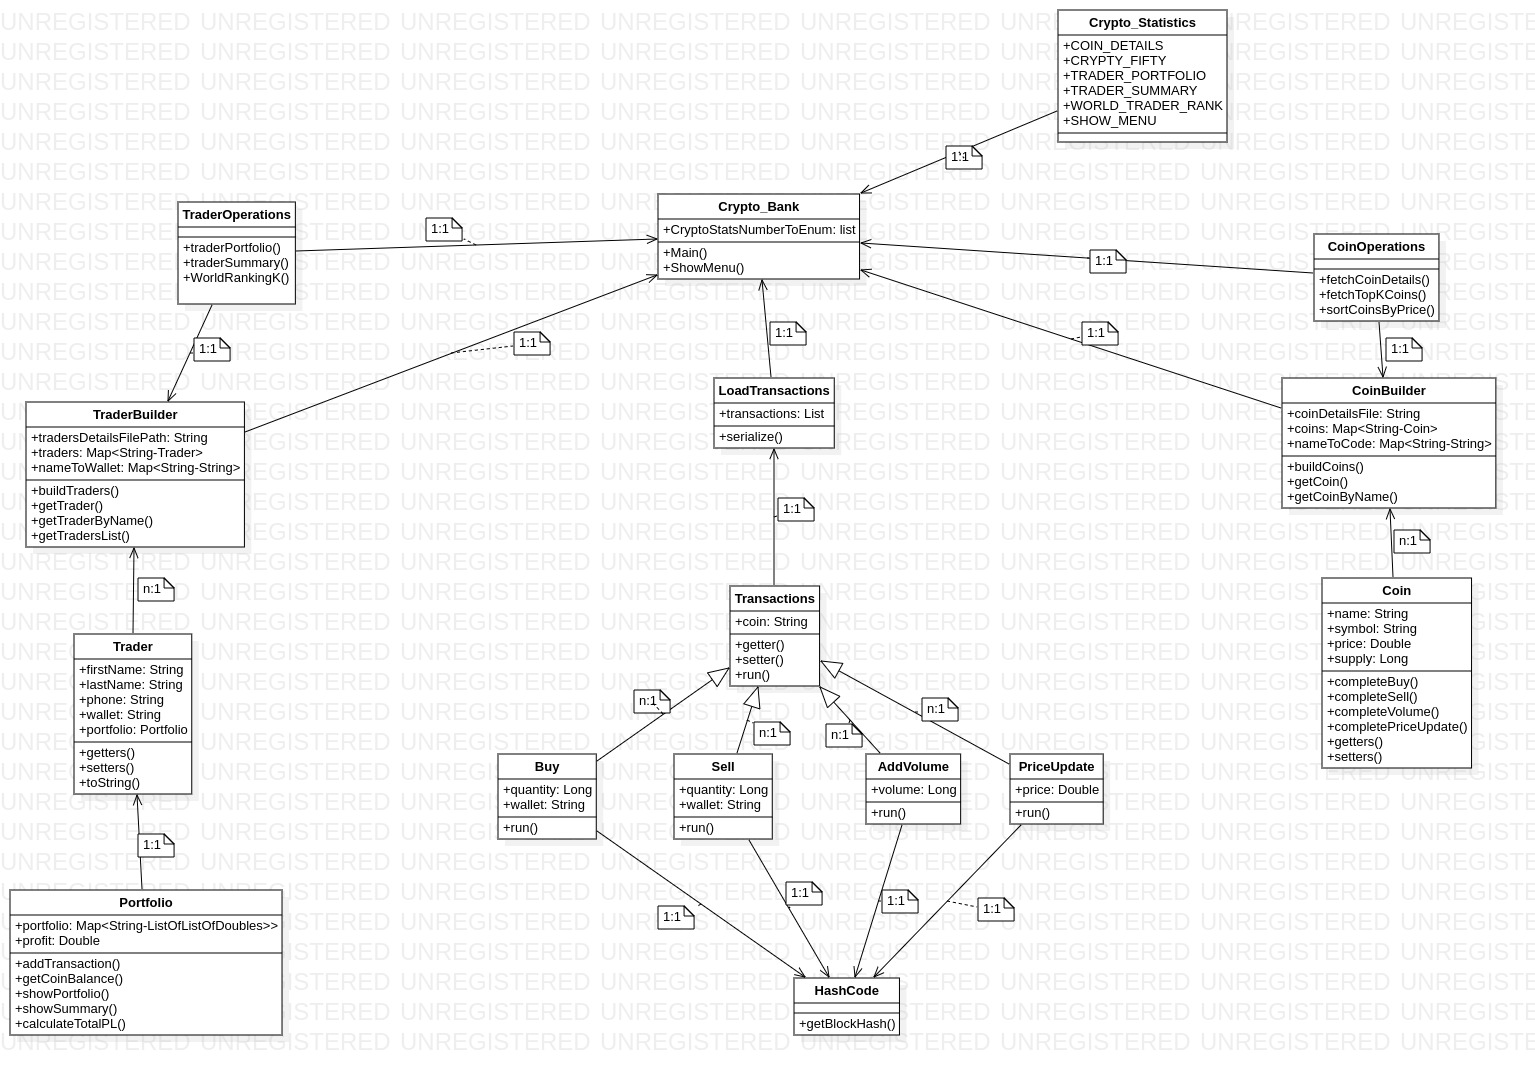 Crypto_Statistics
+COIN_DETAILS
+CRYPTY_FIFTY
+TRADER_PORTFOLIO
+TRADER_SUMMARY
+WORLD_TRADER_RANK
+SHOW_MENU
1:1
Crypto_Bank
+CryptoStatsNumberToEnum: list
+Main()
+ShowMenu()
TraderOperations
+traderPortfolio()
+traderSummary()
+WorldRankingK()
1:1
CoinOperations
+fetchCoinDetails()
+fetchTopKCoins()
+sortCoinsByPrice()
1:1
1:1
1:1
1:1
1:1
1:1
TraderBuilder
+tradersDetailsFilePath: String
+traders: Map<String-Trader>
+nameToWallet: Map<String-String>
+buildTraders()
+getTrader()
+getTraderByName()
+getTradersList()
LoadTransactions
+transactions: List
+serialize()
CoinBuilder
+coinDetailsFile: String
+coins: Map<String-Coin>
+nameToCode: Map<String-String>
+buildCoins()
+getCoin()
+getCoinByName()
1:1
n:1
n:1
Transactions
+coin: String
+getter()
+setter()
+run()
Coin
+name: String
+symbol: String
+price: Double
+supply: Long
+completeBuy()
+completeSell()
+completeVolume()
+completePriceUpdate()
+getters()
+setters()
Trader
+firstName: String
+lastName: String
+phone: String
+wallet: String
+portfolio: Portfolio
+getters()
+setters()
+toString()
n:1
n:1
n:1
n:1
Buy
+quantity: Long
+wallet: String
+run()
Sell
+quantity: Long
+wallet: String
+run()
AddVolume
+volume: Long
+run()
PriceUpdate
+price: Double
+run()
1:1
1:1
1:1
1:1
1:1
Portfolio
+portfolio: Map<String-ListOfListOfDoubles>>
+profit: Double
+addTransaction()
+getCoinBalance()
+showPortfolio()
+showSummary()
+calculateTotalPL()
HashCode
+getBlockHash()
UNREGISTERED